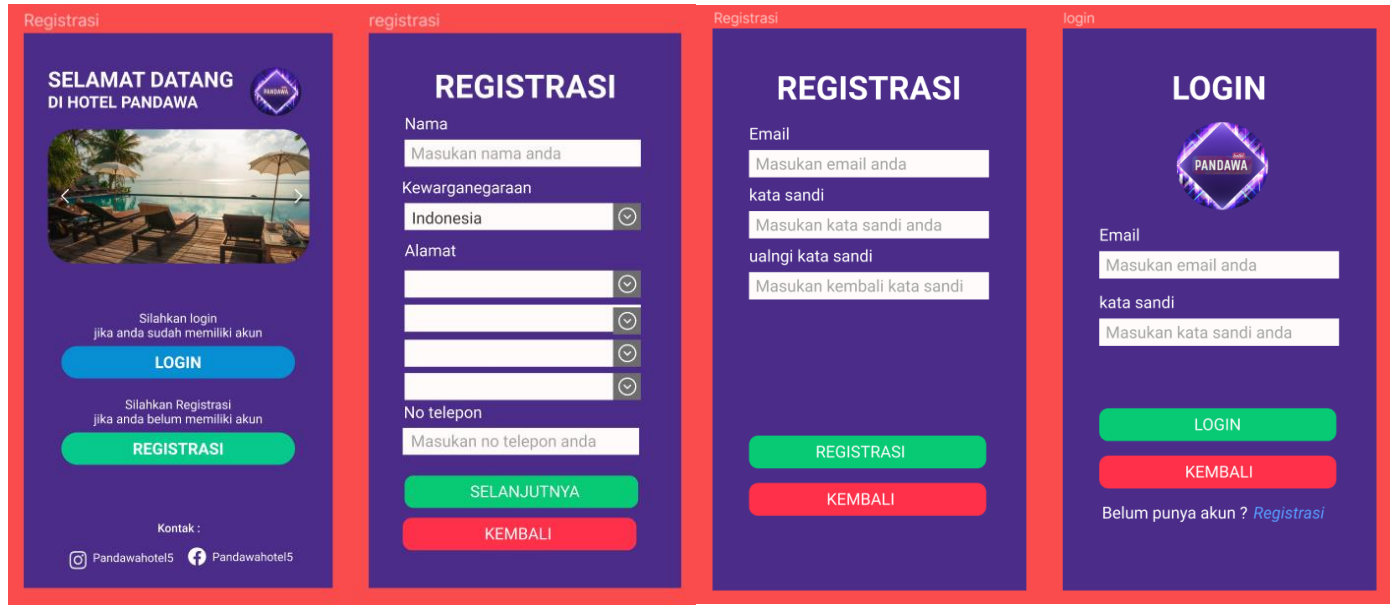 Registrasi
SELAMAT DATANG
DI HOTEL PANDAWA
PANDAWA
Silahkan login
jika anda sudah memiliki akun
LOGIN
Silahkan Registrasi
jika anda belum memiliki akun
REGISTRASI
Kontak :
Pandawahotel5
Pandawahotel5
registrasi
REGISTRASI
Nama
Masukan nama anda
Kewarganegaraan
Indonesia
Alamat
No telepon
Masukan no telepon anda
SELANJUTNYA
KEMBALI
Registrasi
REGISTRASI
Email
Masukan email anda
kata sandi
Masukan kata sandi anda
ualngi kata sandi
Masukan kembali kata sandi
REGISTRASI
KEMBALI
login
LOGIN
PANDAWA
Email
Masukan email anda
kata sandi
Masukan kata sandi anda
LOGIN
KEMBALI
Belum punya akun ? Registrasi